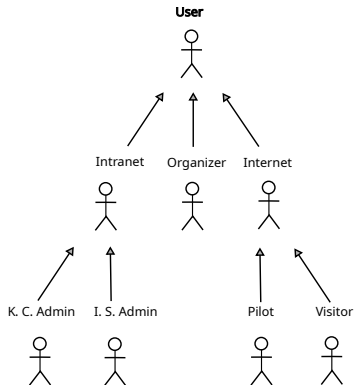 User
Intranet Organizer Internet
K. C. Admin I. S. Admin Pilot Visitor